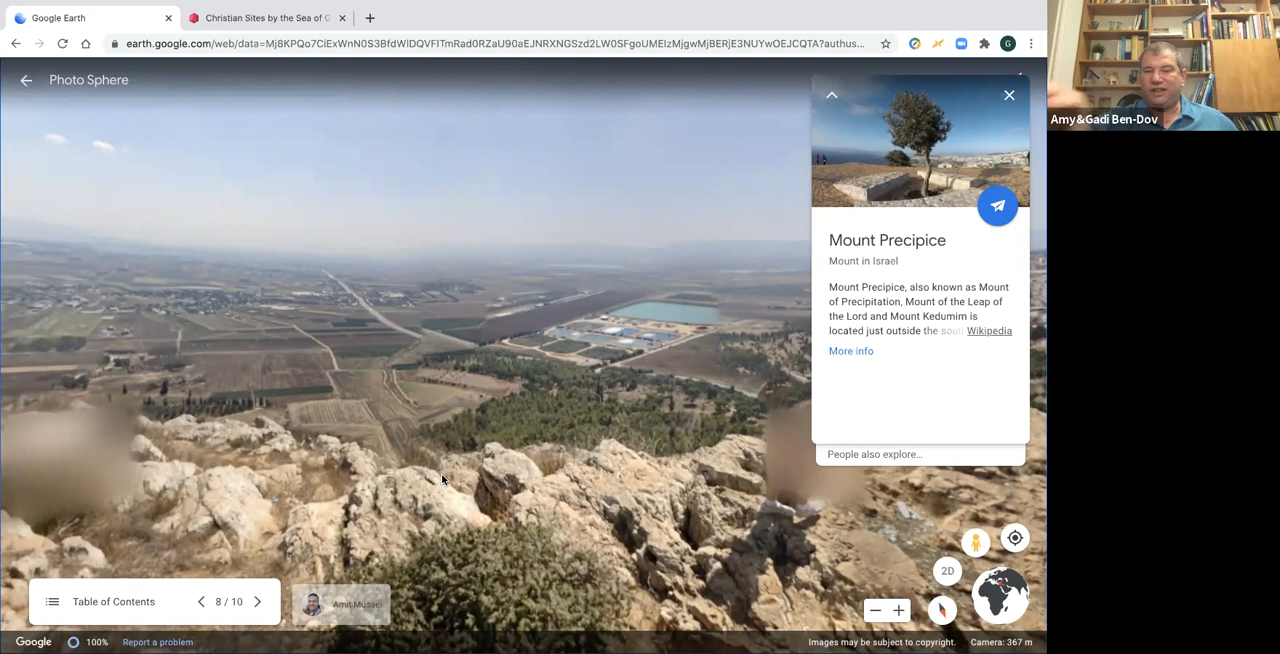 Google Earth
Christian Sites by the Sea of G
earth.google.com/web/data=Mj8KPQo7CiExWnN0S3BfdWlDQVFITmRad0RZaU90aEJNRXNGSzd2LW0SFgoUMEIzMjgwMjBERjE3NUYwOEJCQTA?authus...
G
Photo Sphere
Amy&Gadi Ben-Dov
Mount Precipice
Mount in Israel
Mount Precipice, also known as Mount
of Precipitation, Mount of the Leap of
the Lord and Mount Kedumim is
located just outside the sout Wikipedia
More info
People also explore...
2D
Table of Contents 8 / 10
Amit Musaei
Google 100% Report a problem
Images may be subject to copyright. Camera: 367 m